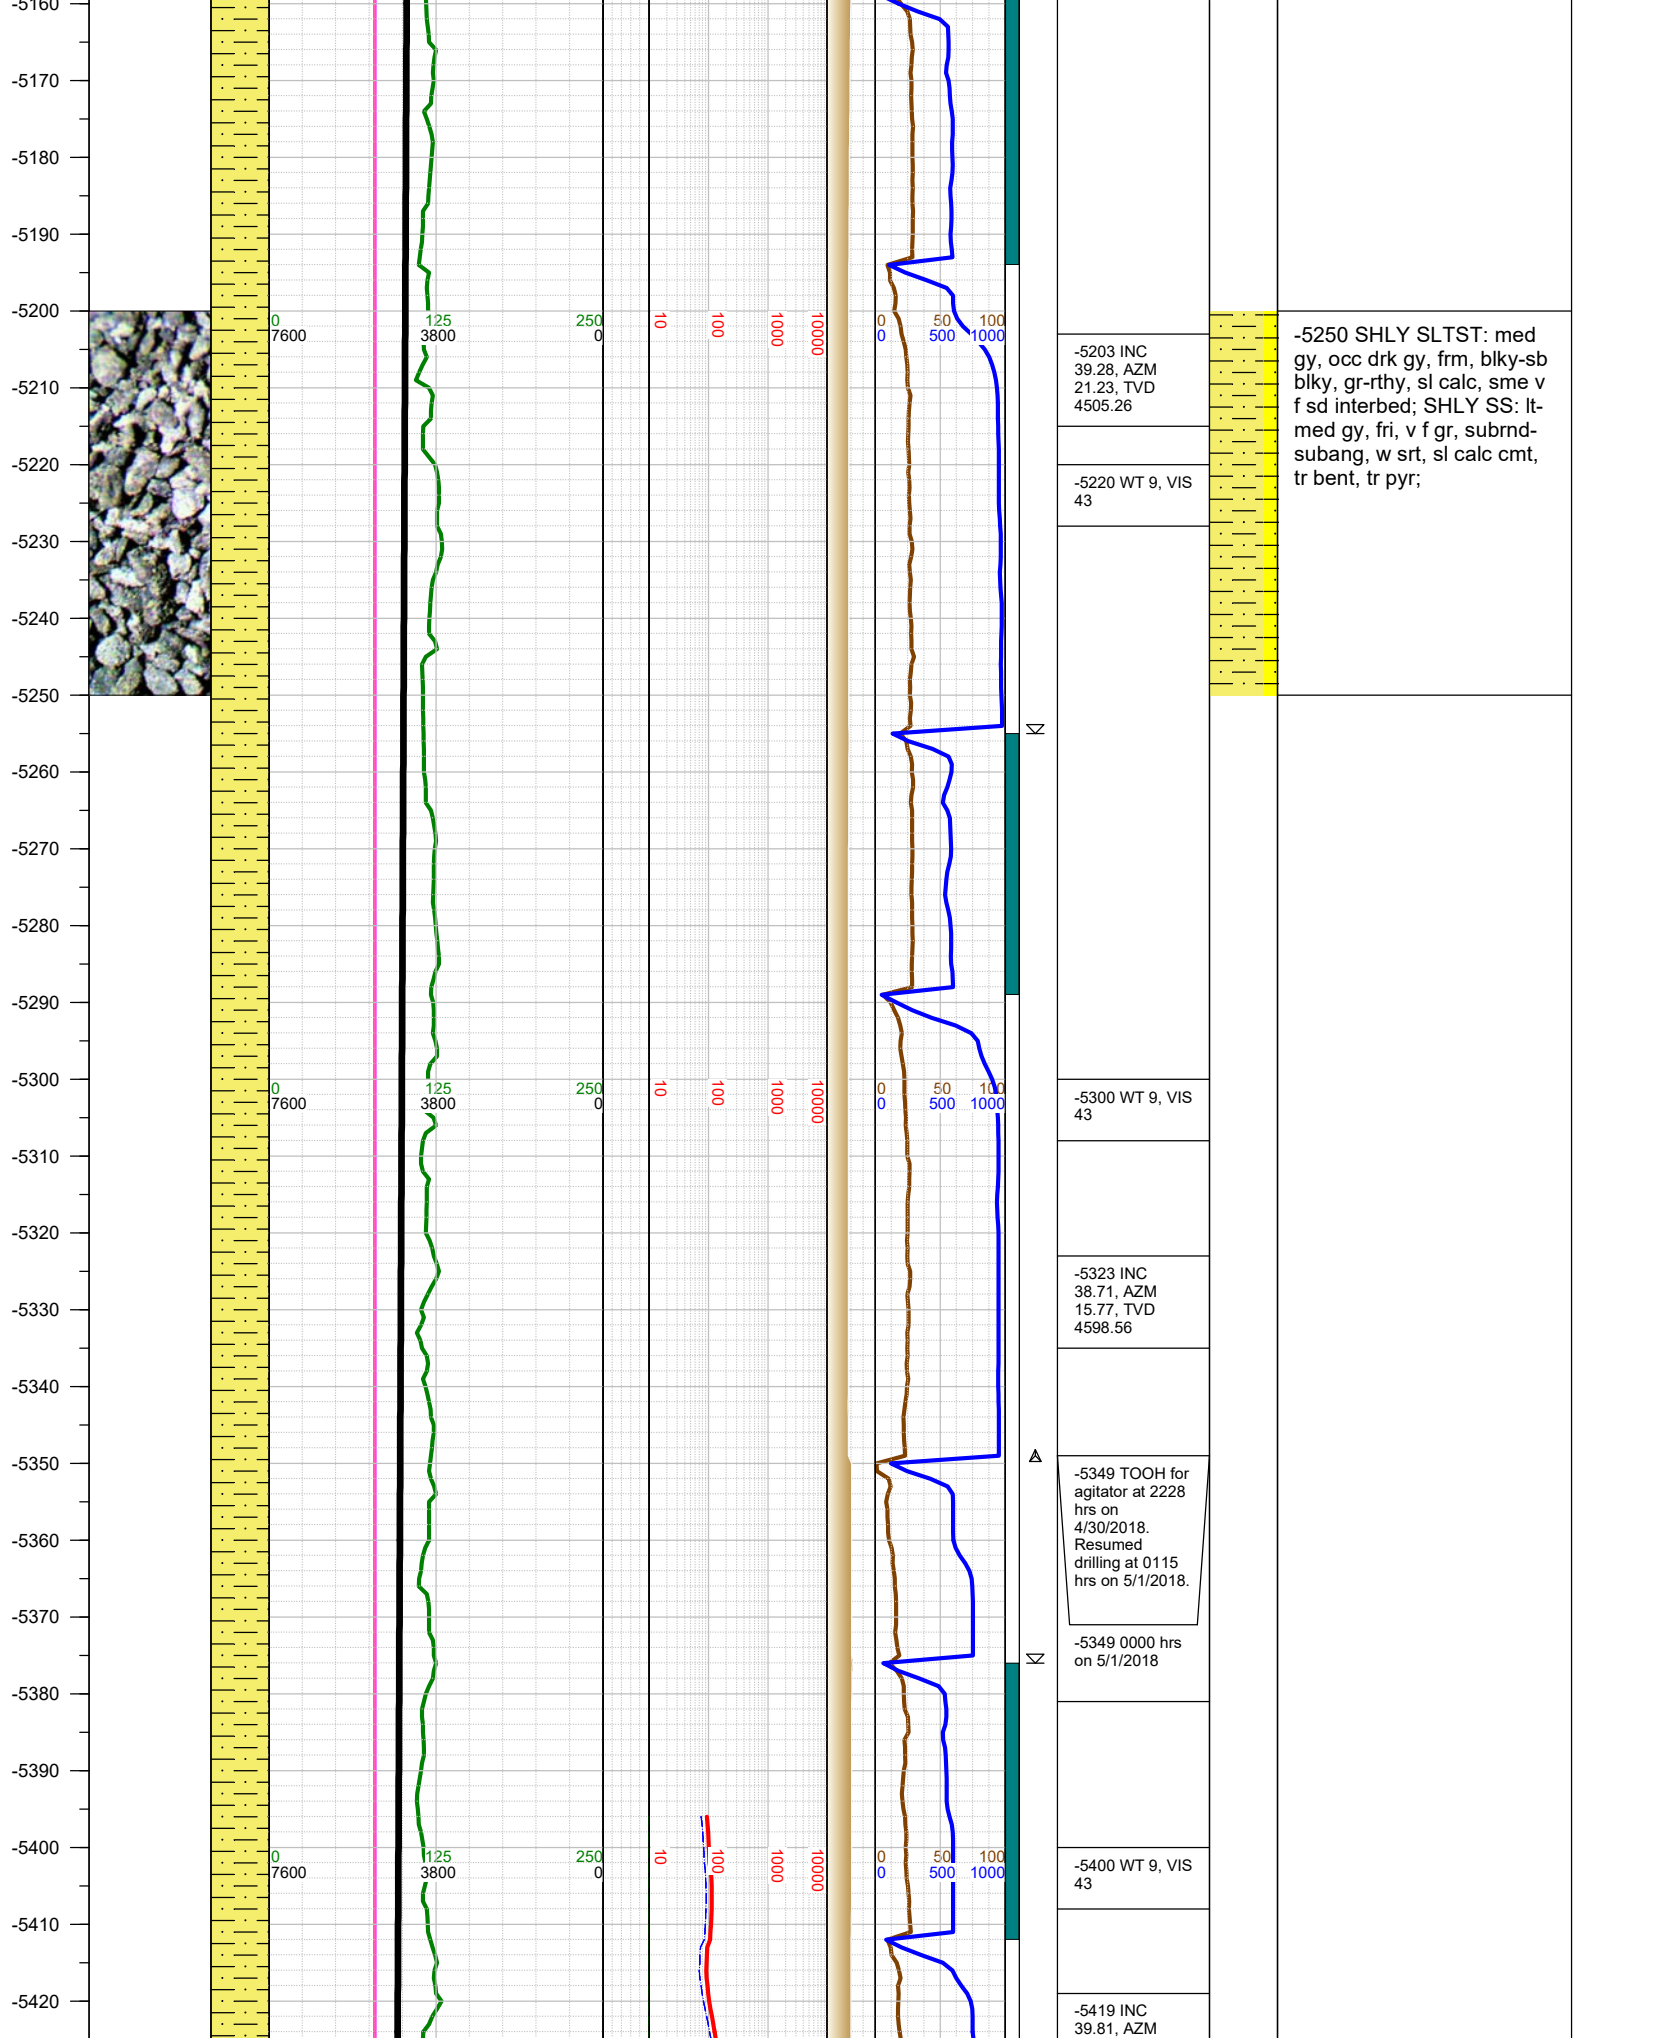 -5160
-5170
-5180
-5190
-5200
0 125 250 10 100 1000 10000 0 50 100
7600 3800 0 0 500 1000
-5203 INC
39.28, AZM
21.23, TVD
4505.26
-5250 SHLY SLTST: med
gy, occ drk gy, frm, blky-sb
blky, gr-rthy, sl calc, sme v
f sd interbed; SHLY SS: lt-
med gy, fri, v f gr, subrnd-
subang, w srt, sl calc cmt,
tr bent, tr pyr;
-5210
-5220
-5220 WT 9, VIS
43
-5230
-5240
-5250
-5260
-5270
-5280
-5290
-5300
0 125 250 10 100 1000 10000 0 50 100
7600 3800 0 0 500 1000
-5300 WT 9, VIS
43
-5310
-5320
-5323 INC
38.71, AZM
15.77, TVD
4598.56
-5330
-5340
-5350
-5349 TOOH for
agitator at 2228
hrs on
4/30/2018.
Resumed
drilling at 0115
hrs on 5/1/2018.
-5360
-5370
-5349 0000 hrs
on 5/1/2018
-5380
-5390
-5400
0 125 250 10 100 1000 10000 0 50 100
7600 3800 0 0 500 1000
-5400 WT 9, VIS
43
-5410
-5420
-5419 INC
39.81, AZM